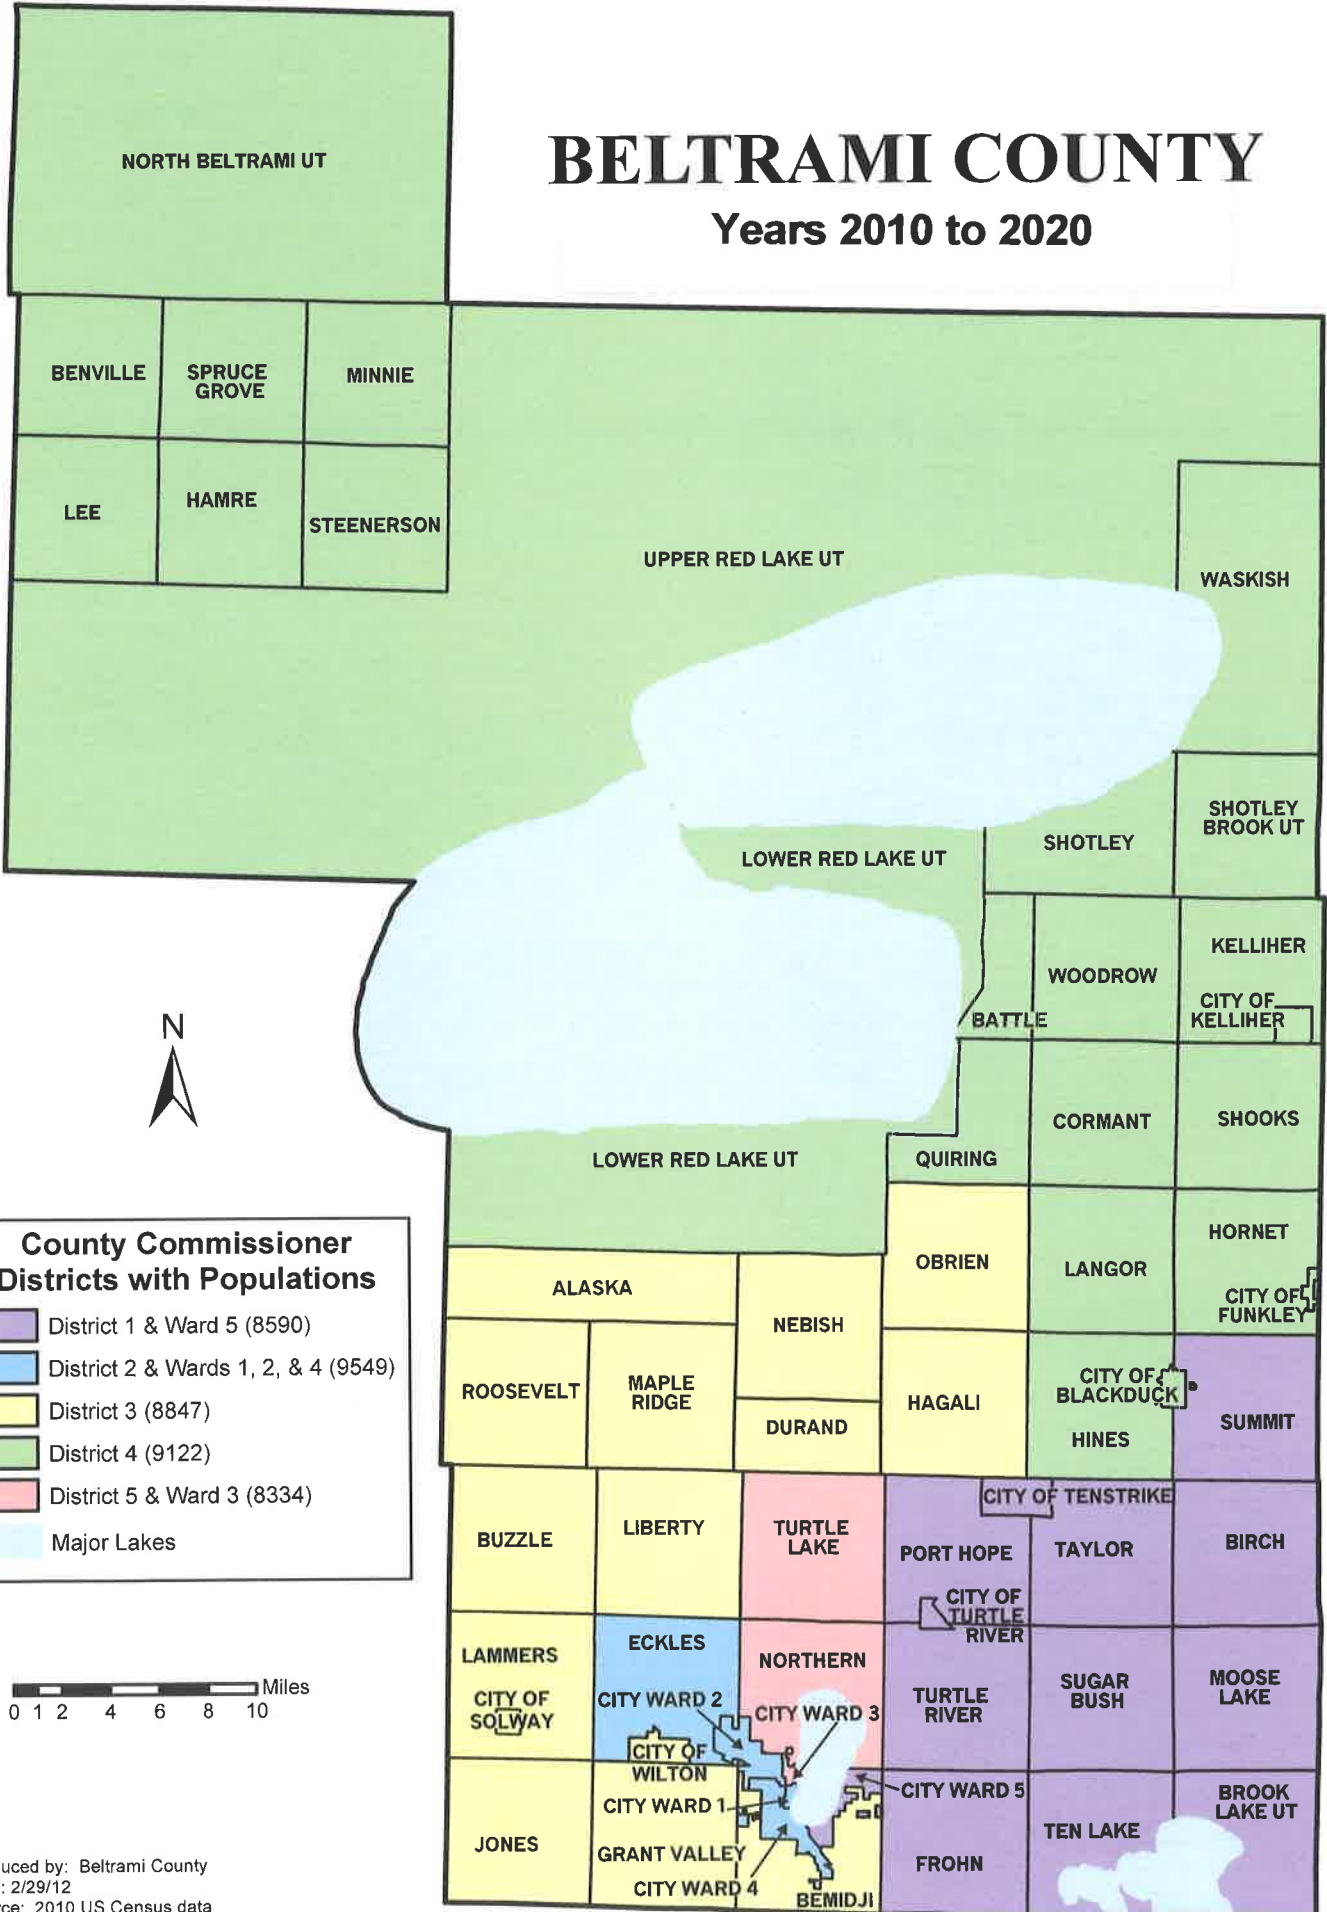 BELTRAMI COUNTY
Years 2010 to 2020
NORTH BELTRAMI UT
BENVILLE
SPRUCE
GROVE
MINNIE
LEE
HAMRE
STEENERSON
UPPER RED LAKE UT
WASKISH
SHOTLEY
BROOK UT
SHOTLEY
LOWER RED LAKE UT
KELLIHER
WOODROW
CITY OF
KELLIHER
BATTLE
N
CORMANT
SHOOKS
LOWER RED LAKE UT
QUIRING
HORNET
OBRIEN
LANGOR
CITY OF
FUNKLEY
ALASKA
NEBISH
ROOSEVELT
MAPLE
RIDGE
HAGALI
CITY OF
BLACKDUCK
SUMMIT
DURAND
HINES
County Commissioner
Districts with Populations
District 1 & Ward 5 (8590)
District 2 & Wards 1, 2, & 4 (9549)
District 3 (8847)
District 4 (9122)
District 5 & Ward 3 (8334)
Major Lakes
CITY OF TENSTRIKE
BUZZLE
LIBERTY
TURTLE
LAKE
PORT HOPE
TAYLOR
BIRCH
CITY OF
TURTLE
RIVER
LAMMERS
ECKLES
NORTHERN
CITY OF
SOLWAY
CITY WARD 2
CITY WARD 3
TURTLE
RIVER
SUGAR
BUSH
MOOSE
LAKE
Miles
0 1 2 4 6 8 10
CITY OF
WILTON
CITY WARD 1
CITY WARD 5
BROOK
LAKE UT
JONES
GRANT VALLEY
TEN LAKE
CITY WARD 4
FROHN
BEMIDJI
uced by: Beltrami County
: 2/29/12
rce: 2010 US Census data